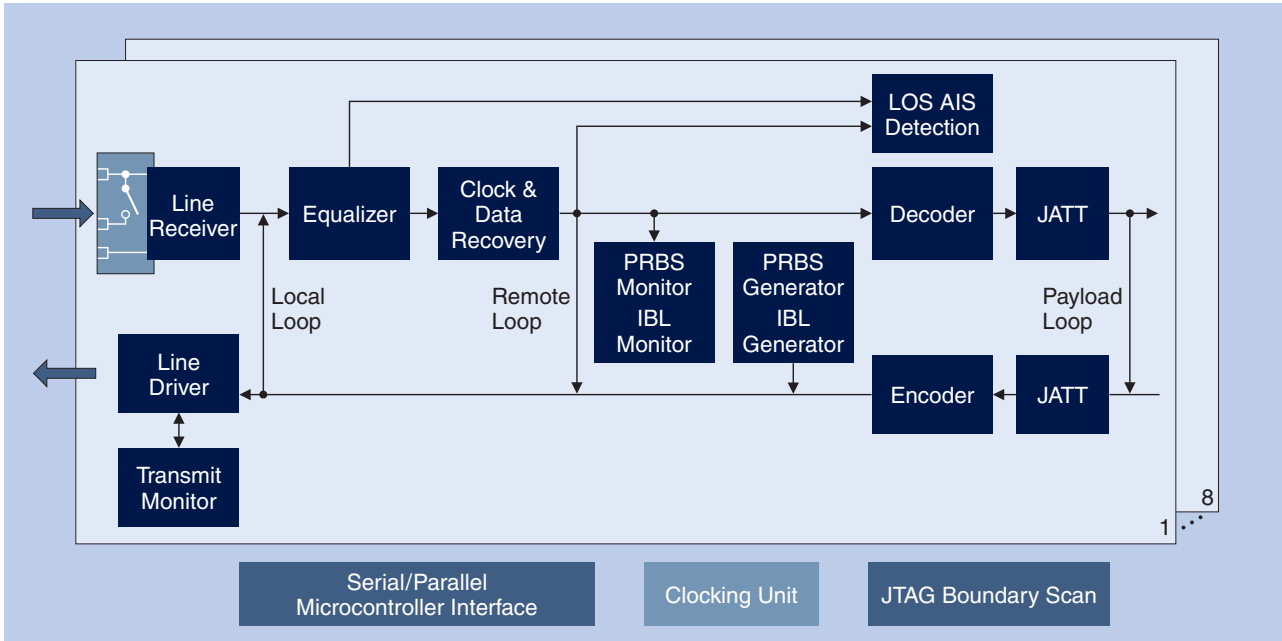 LOS AIS
Detection
Line
Receiver
Equalizer
Clock &
Data
Recovery
Decoder
JATT
Local
Loop
Remote
Loop
PRBS
Monitor
IBL
Monitor
PRBS
Generator
IBL
Generator
Payload
Loop
Line
Driver
Encoder
JATT
Transmit
Monitor
8
1
Serial/Parallel
Microcontroller Interface
Clocking Unit
JTAG Boundary Scan